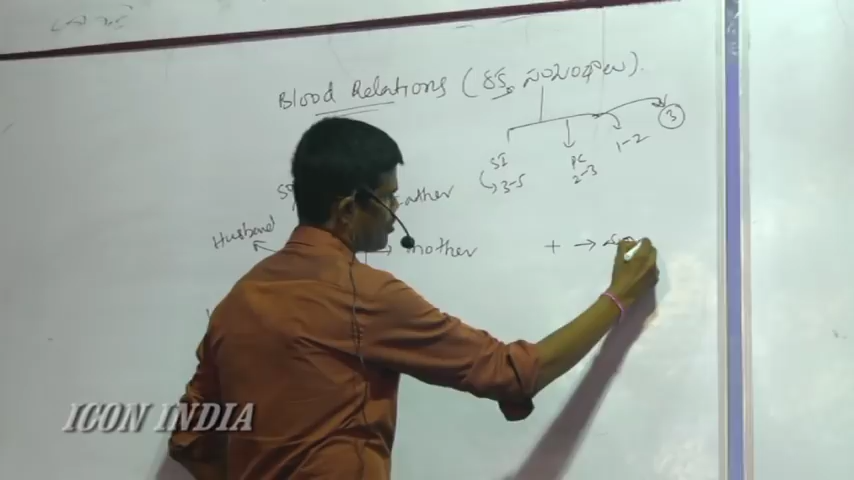 Blood Relations (రక్త సంబంధాలు).
3
SI
3-5
PC
2-3
1-2
Father
Husband
mother
+ →
ICON INDIA